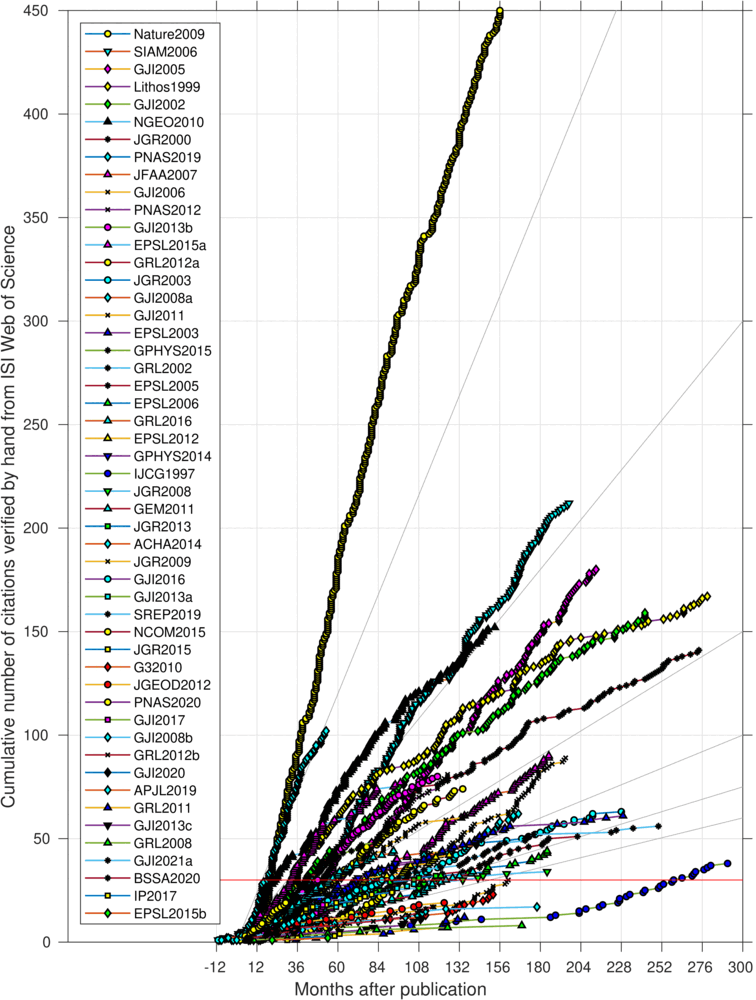 450
400
350
300
250
200
150
100
50
0
Cumulative number of citations verified by hand from ISI Web of Science
Nature2009
SIAM2006
GJI2005
Lithos1999
GJI2002
NGEO2010
JGR2000
PNAS2019
JFAA2007
GJI2006
PNAS2012
GJI2013b
EPSL2015a
GRL2012a
JGR2003
GJI2008a
GJI2011
EPSL2003
GPHYS2015
GRL2002
EPSL2005
EPSL2006
GRL2016
EPSL2012
GPHYS2014
IJCG1997
JGR2008
GEM2011
JGR2013
ACHA2014
JGR2009
GJI2016
GJI2013a
SREP2019
NCOM2015
JGR2015
G32010
JGEOD2012
PNAS2020
GJI2017
GJI2008b
GRL2012b
GJI2020
APJL2019
GRL2011
GJI2013c
GRL2008
GJI2021a
BSSA2020
IP2017
EPSL2015b
-12 12 36 60 84 108 132 156 180 204 228 252 276 300
Months after publication